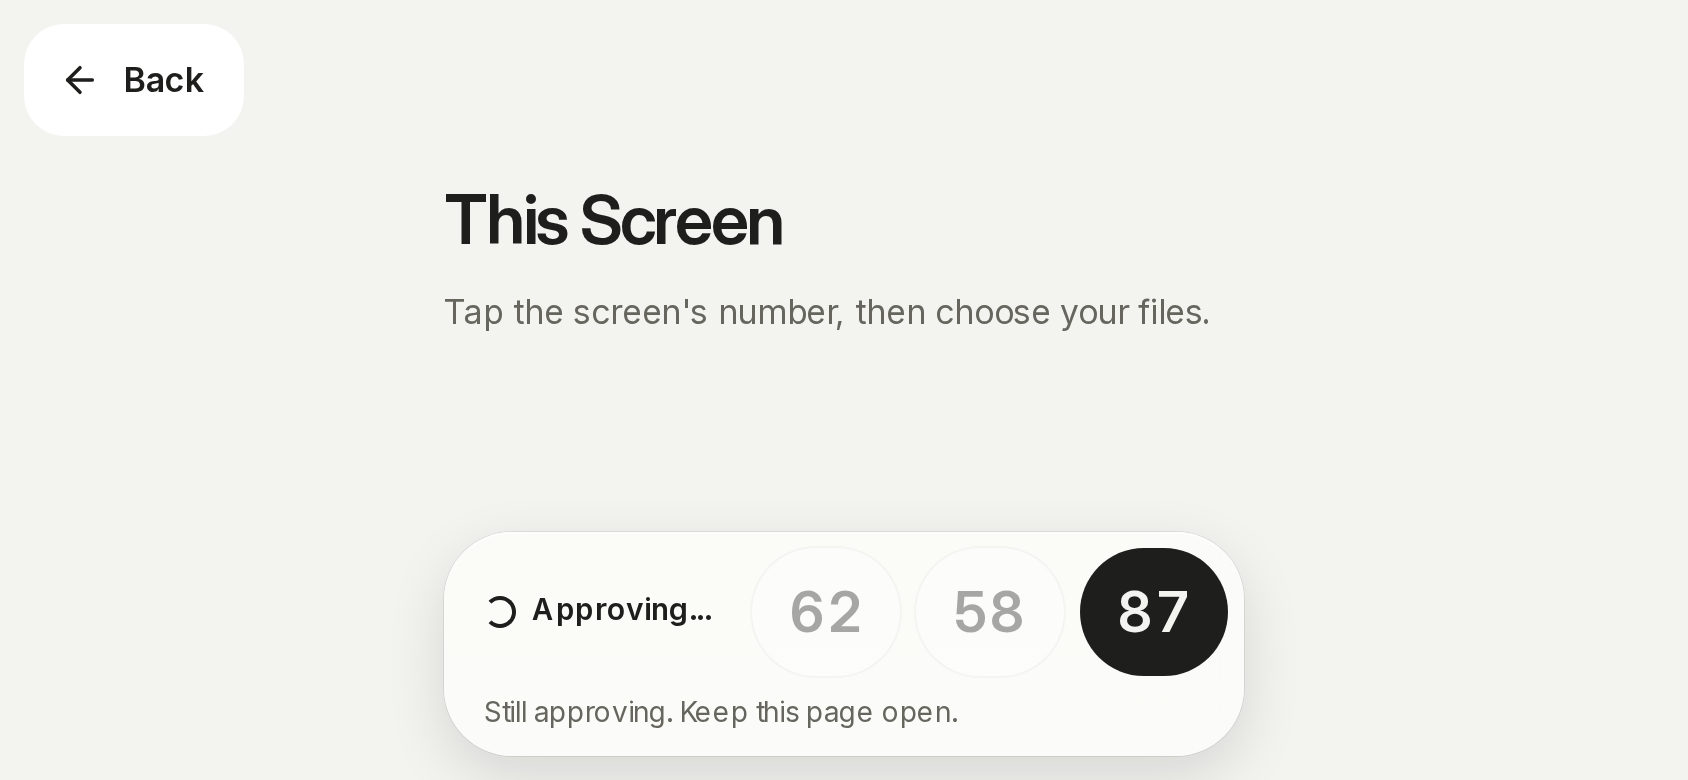 Back
This Screen
Tap the screen's number, then choose your files.
Approving... 62 58 87
Still approving. Keep this page open.